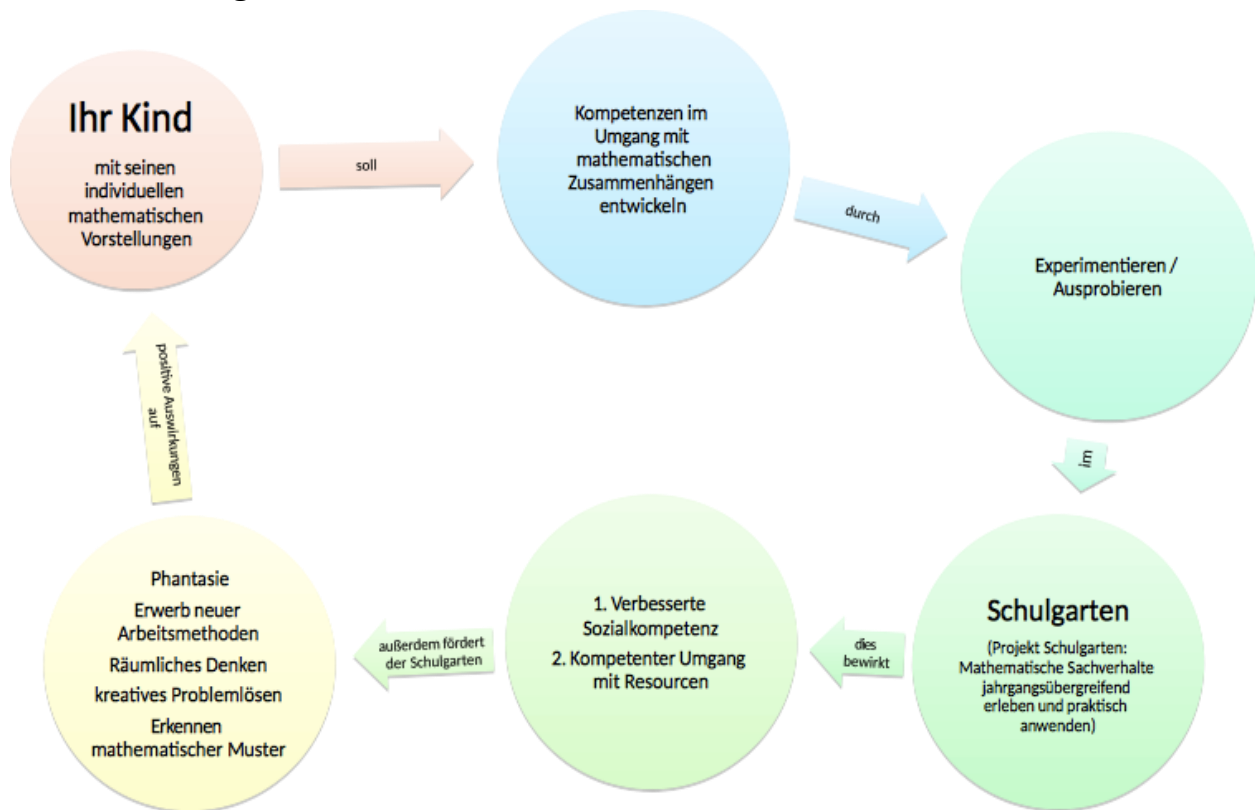 Ihr Kind
mit seinen
individuellen
mathematischen
Vorstellungen
soll
Kompetenzen im
Umgang mit
mathematischen
Zusammenhängen
entwickeln
durch
Experimentieren /
Ausprobieren
im
Schulgarten
(Projekt Schulgarten:
Mathematische Sachverhalte
jahrgangsübergreifend
erleben und praktisch
anwenden)
dies
bewirkt
1. Verbesserte
Sozialkompetenz
2. Kompetenter Umgang
mit Resourcen
außerdem fördert
der Schulgarten
Phantasie
Erwerb neuer
Arbeitsmethoden
Räumliches Denken
kreatives Problemlösen
Erkennen
mathematischer Muster
positive Auswirkungen
auf